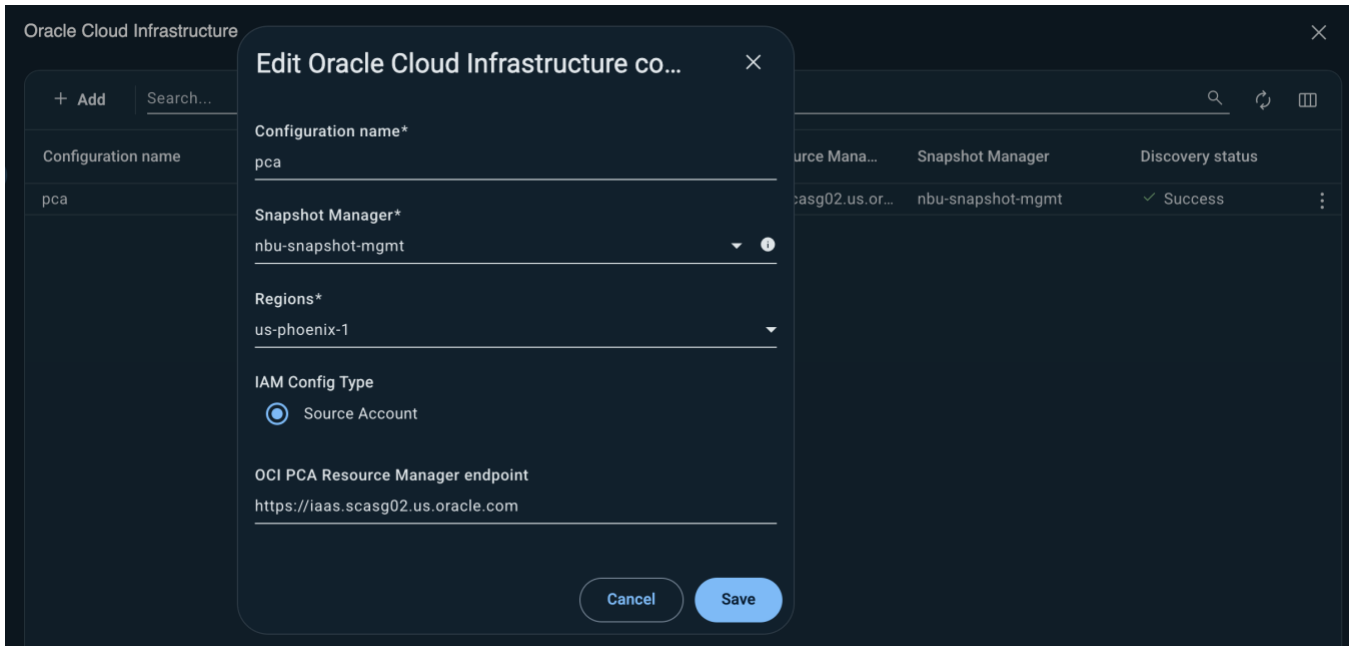 Oracle Cloud Infrastructure
Edit Oracle Cloud Infrastructure co...
+ Add
Search...
Configuration name
urce Mana...
Snapshot Manager
Discovery status
pca
casg02.us.or...
nbu-snapshot-mgmt
Success
Configuration name*
pca
Snapshot Manager*
nbu-snapshot-mgmt
Regions*
us-phoenix-1
IAM Config Type
Source Account
OCI PCA Resource Manager endpoint
https://iaas.scasg02.us.oracle.com
Cancel
Save